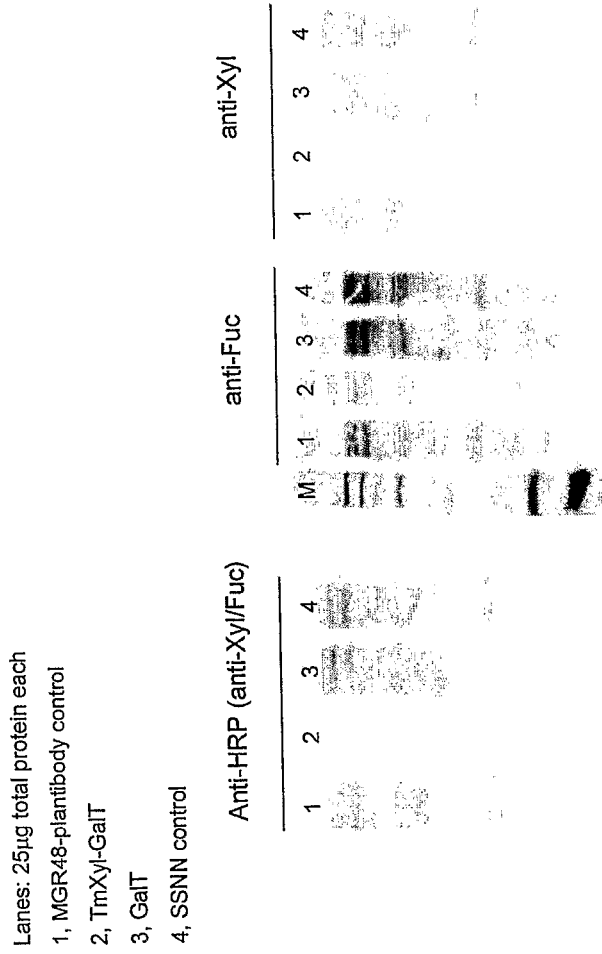 Lanes: 25µg total protein each
1, MGR48-plantibody control
2, TmXyl-GalT
3, GalT
4, SSNN control
Anti-HRP (anti-Xyl/Fuc)
1 2 3 4
anti-Fuc
M 1 2 3 4
anti-Xyl
1 2 3 4